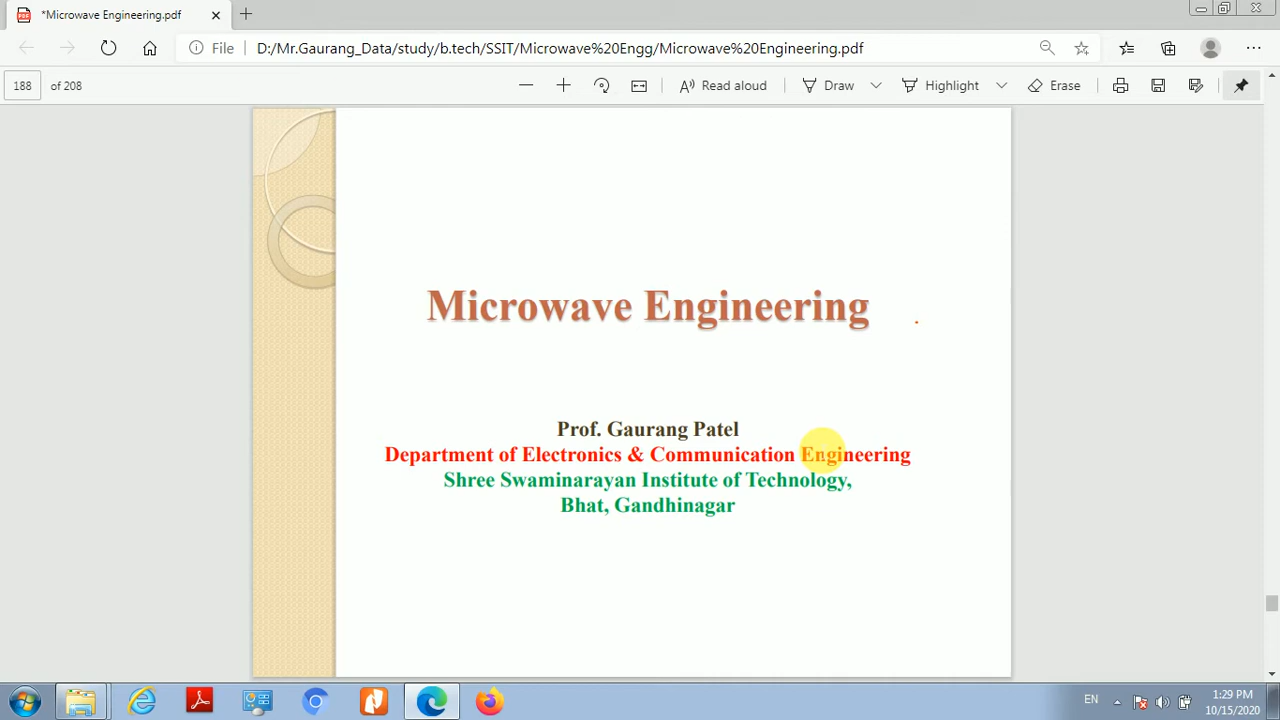 *Microwave Engineering.pdf
File D:/Mr.Gaurang_Data/study/b.tech/SSIT/Microwave%20Engg/Microwave%20Engineering.pdf
188 of 208 Read aloud Draw Highlight Erase
Microwave Engineering
Prof. Gaurang Patel
Department of Electronics & Communication Engineering
Shree Swaminarayan Institute of Technology,
Bhat, Gandhinagar
EN 1:29 PM
10/15/2020